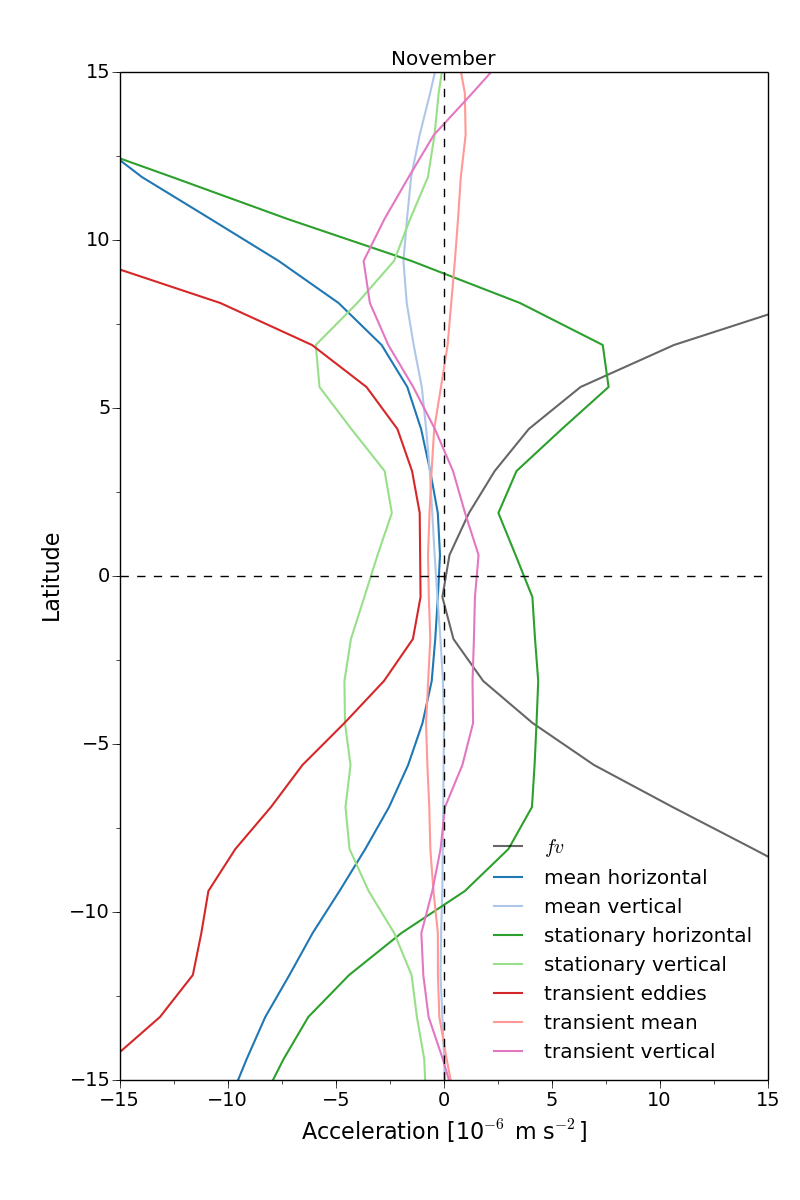 November
15
10
5
0
−5
−10
−15
Latitude
fv
mean horizontal
mean vertical
stationary horizontal
stationary vertical
transient eddies
transient mean
transient vertical
−15 −10 −5 0 5 10 15
Acceleration [10⁻⁶ m s⁻²]